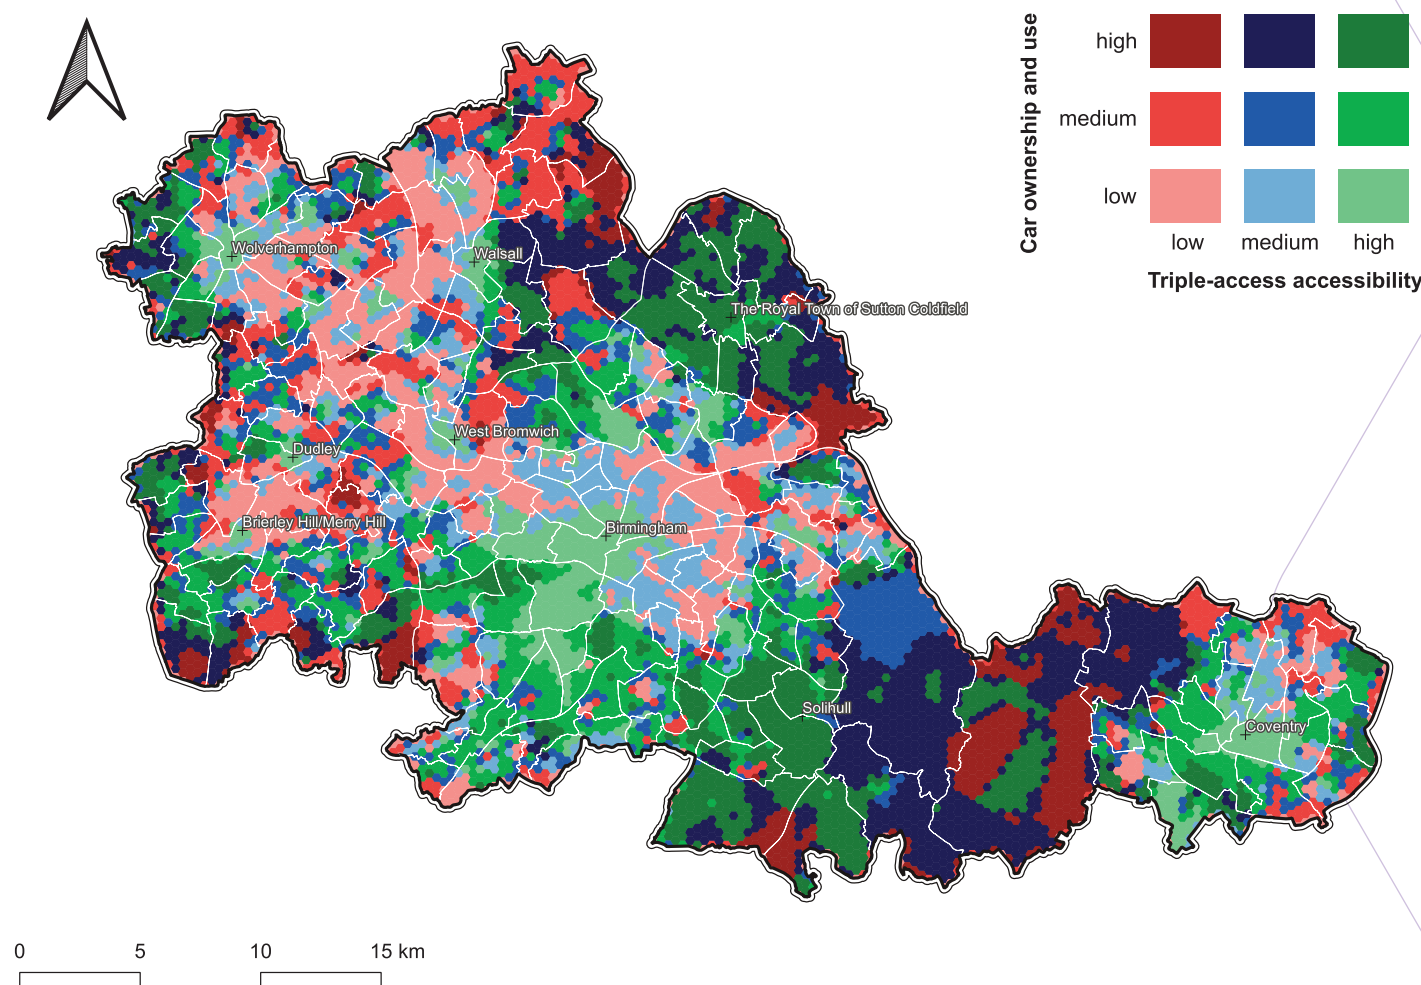 Car ownership and use
high
medium
low
low medium high
Triple-access accessibility
Wolverhampton
Walsall
The Royal Town of Sutton Coldfield
West Bromwich
Dudley
Brierley Hill/Merry Hill
Birmingham
Solihull
Coventry
0 5 10 15 km